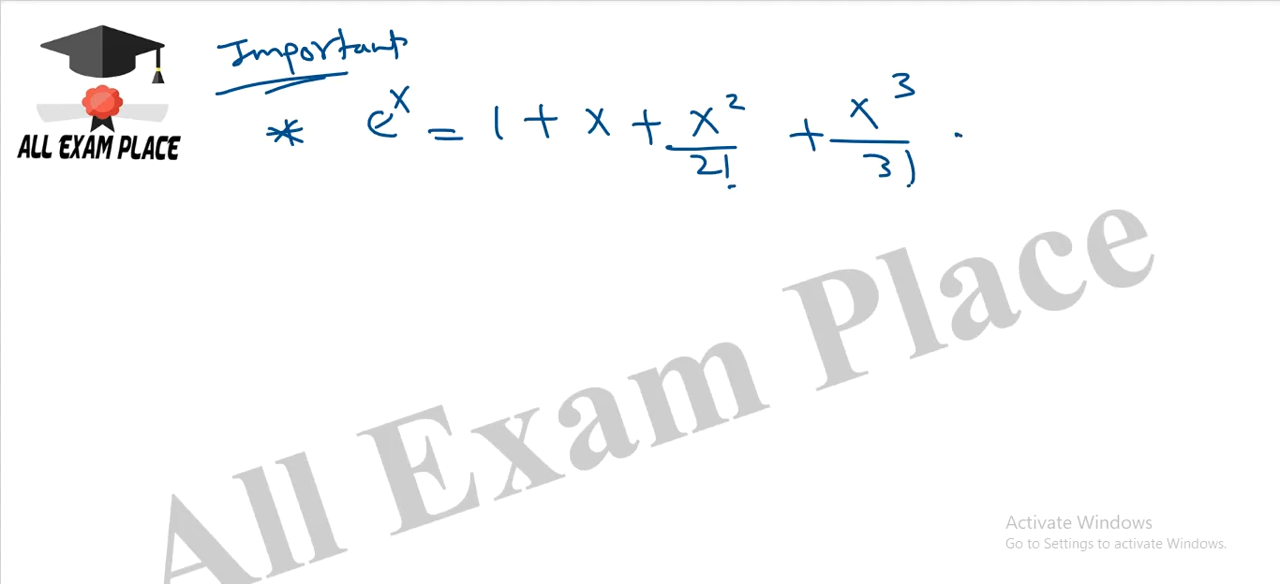 Important
* e^x = 1 + x + x^2/2! + x^3/3! .
ALL EXAM PLACE
All Exam Place
Activate Windows
Go to Settings to activate Windows.